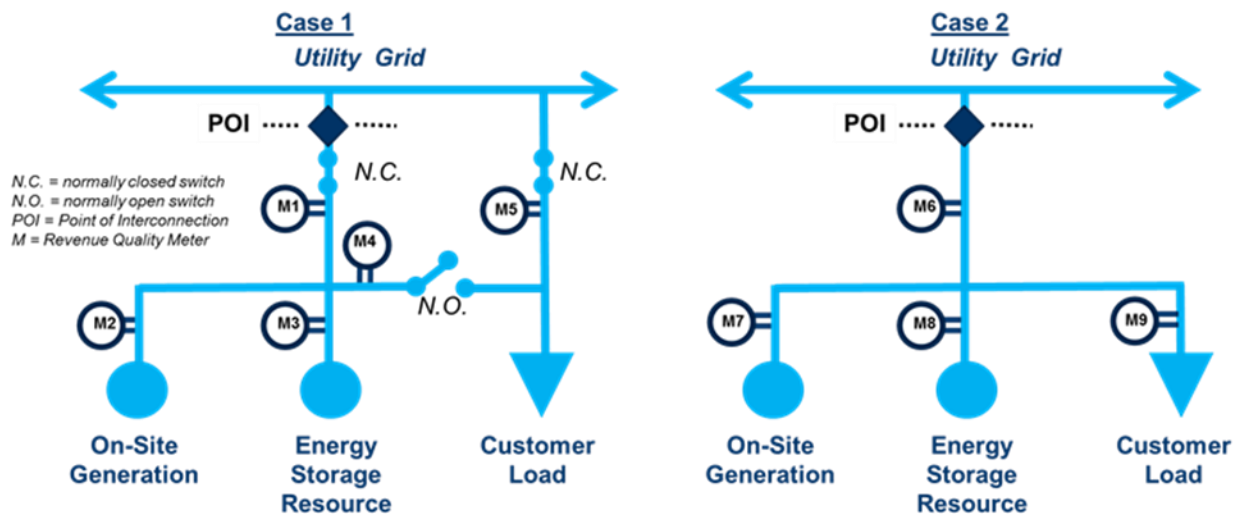 Case 1
Utility Grid
POI
N.C.
N.C.
N.C. = normally closed switch
N.O. = normally open switch
POI = Point of Interconnection
M = Revenue Quality Meter
M1
M5
M4
N.O.
M2
M3
On-Site
Generation
Energy
Storage
Resource
Customer
Load
Case 2
Utility Grid
POI
M6
M7
M8
M9
On-Site
Generation
Energy
Storage
Resource
Customer
Load